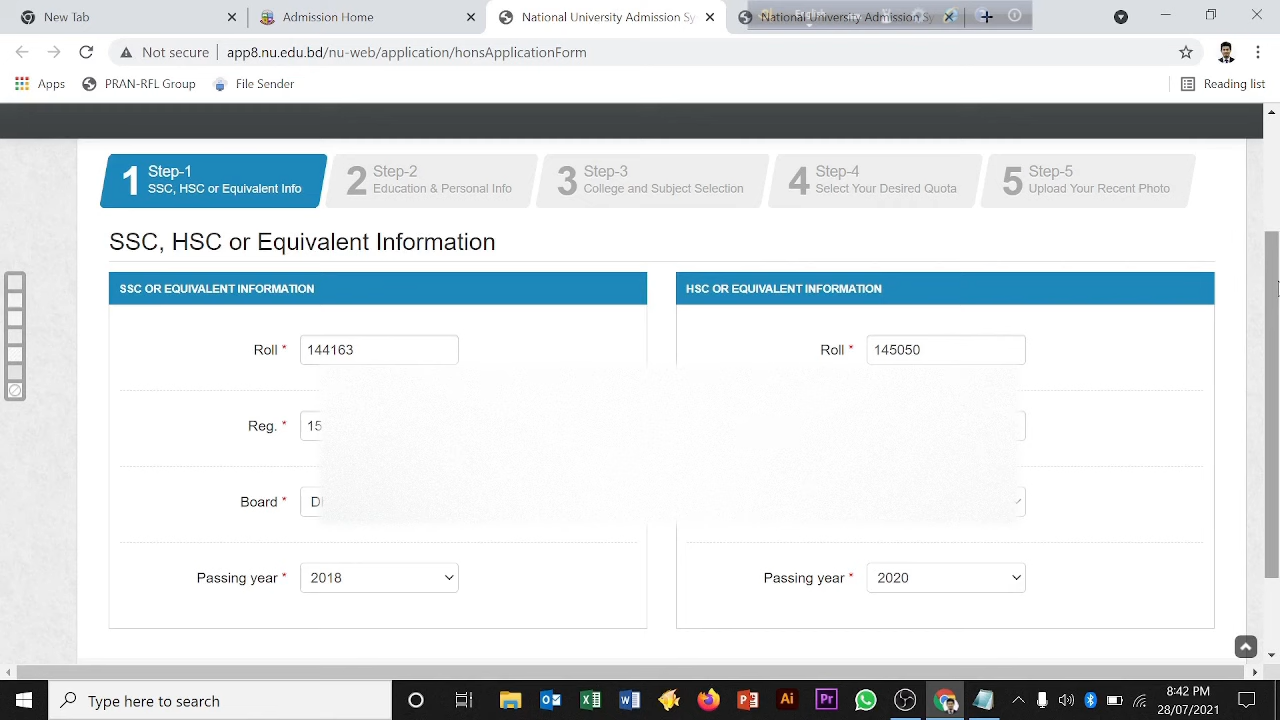 New Tab
Admission Home
National University Admission Sy
National University Admission Sy
Not secure
app8.nu.edu.bd/nu-web/application/honsApplicationForm
Apps
PRAN-RFL Group
File Sender
Reading list
1 Step-1
SSC, HSC or Equivalent Info
2 Step-2
Education & Personal Info
3 Step-3
College and Subject Selection
4 Step-4
Select Your Desired Quota
5 Step-5
Upload Your Recent Photo
SSC, HSC or Equivalent Information
SSC OR EQUIVALENT INFORMATION
Roll * 144163
Reg. * 15
Board *
Passing year * 2018
HSC OR EQUIVALENT INFORMATION
Roll * 145050
Passing year * 2020
Type here to search
8:42 PM
28/07/2021